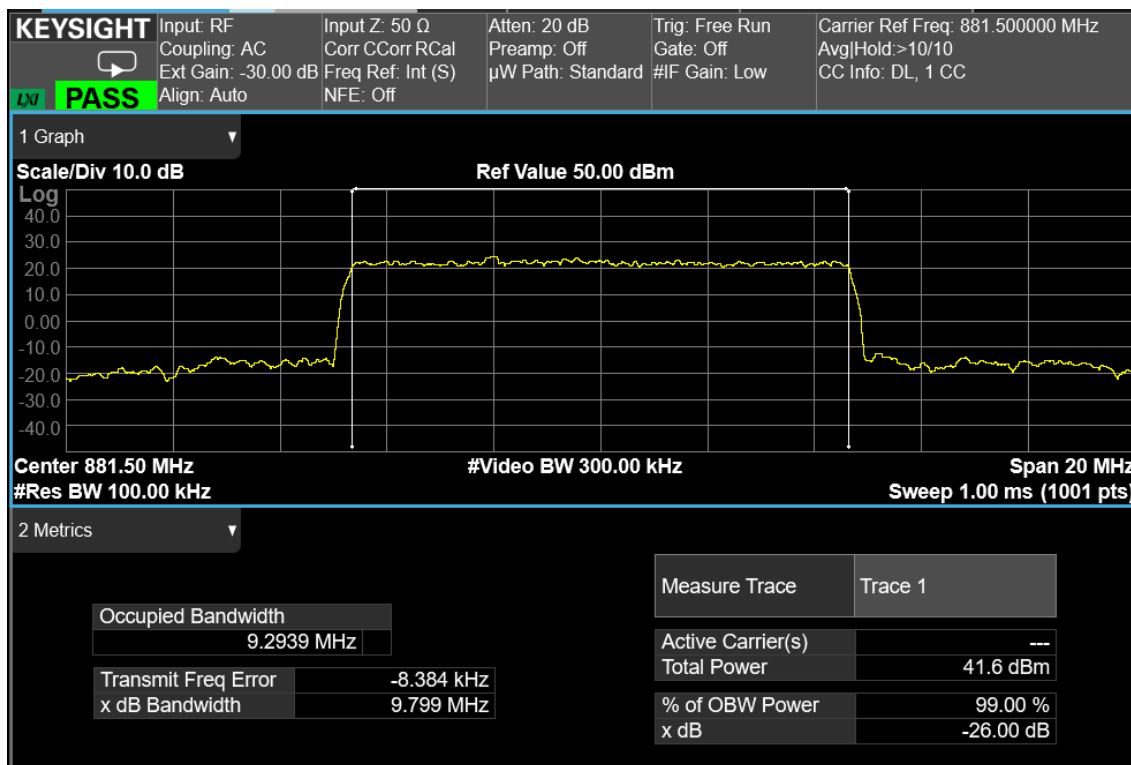 KEYSIGHT Input: RF Input Z: 50 Ω Atten: 20 dB Trig: Free Run Carrier Ref Freq: 881.500000 MHz
Coupling: AC Corr CCorr RCal Preamp: Off Gate: Off Avg|Hold:>10/10
Ext Gain: -30.00 dB Freq Ref: Int (S) µW Path: Standard #IF Gain: Low CC Info: DL, 1 CC
LXI PASS Align: Auto NFE: Off
1 Graph
Scale/Div 10.0 dB Ref Value 50.00 dBm
Log
40.0
30.0
20.0
10.0
0.00
-10.0
-20.0
-30.0
-40.0
Center 881.50 MHz #Video BW 300.00 kHz Span 20 MHz
#Res BW 100.00 kHz Sweep 1.00 ms (1001 pts)
2 Metrics
Measure Trace Trace 1
Occupied Bandwidth
9.2939 MHz
Active Carrier(s) ---
Total Power 41.6 dBm
Transmit Freq Error -8.384 kHz
x dB Bandwidth 9.799 MHz
% of OBW Power 99.00 %
x dB -26.00 dB